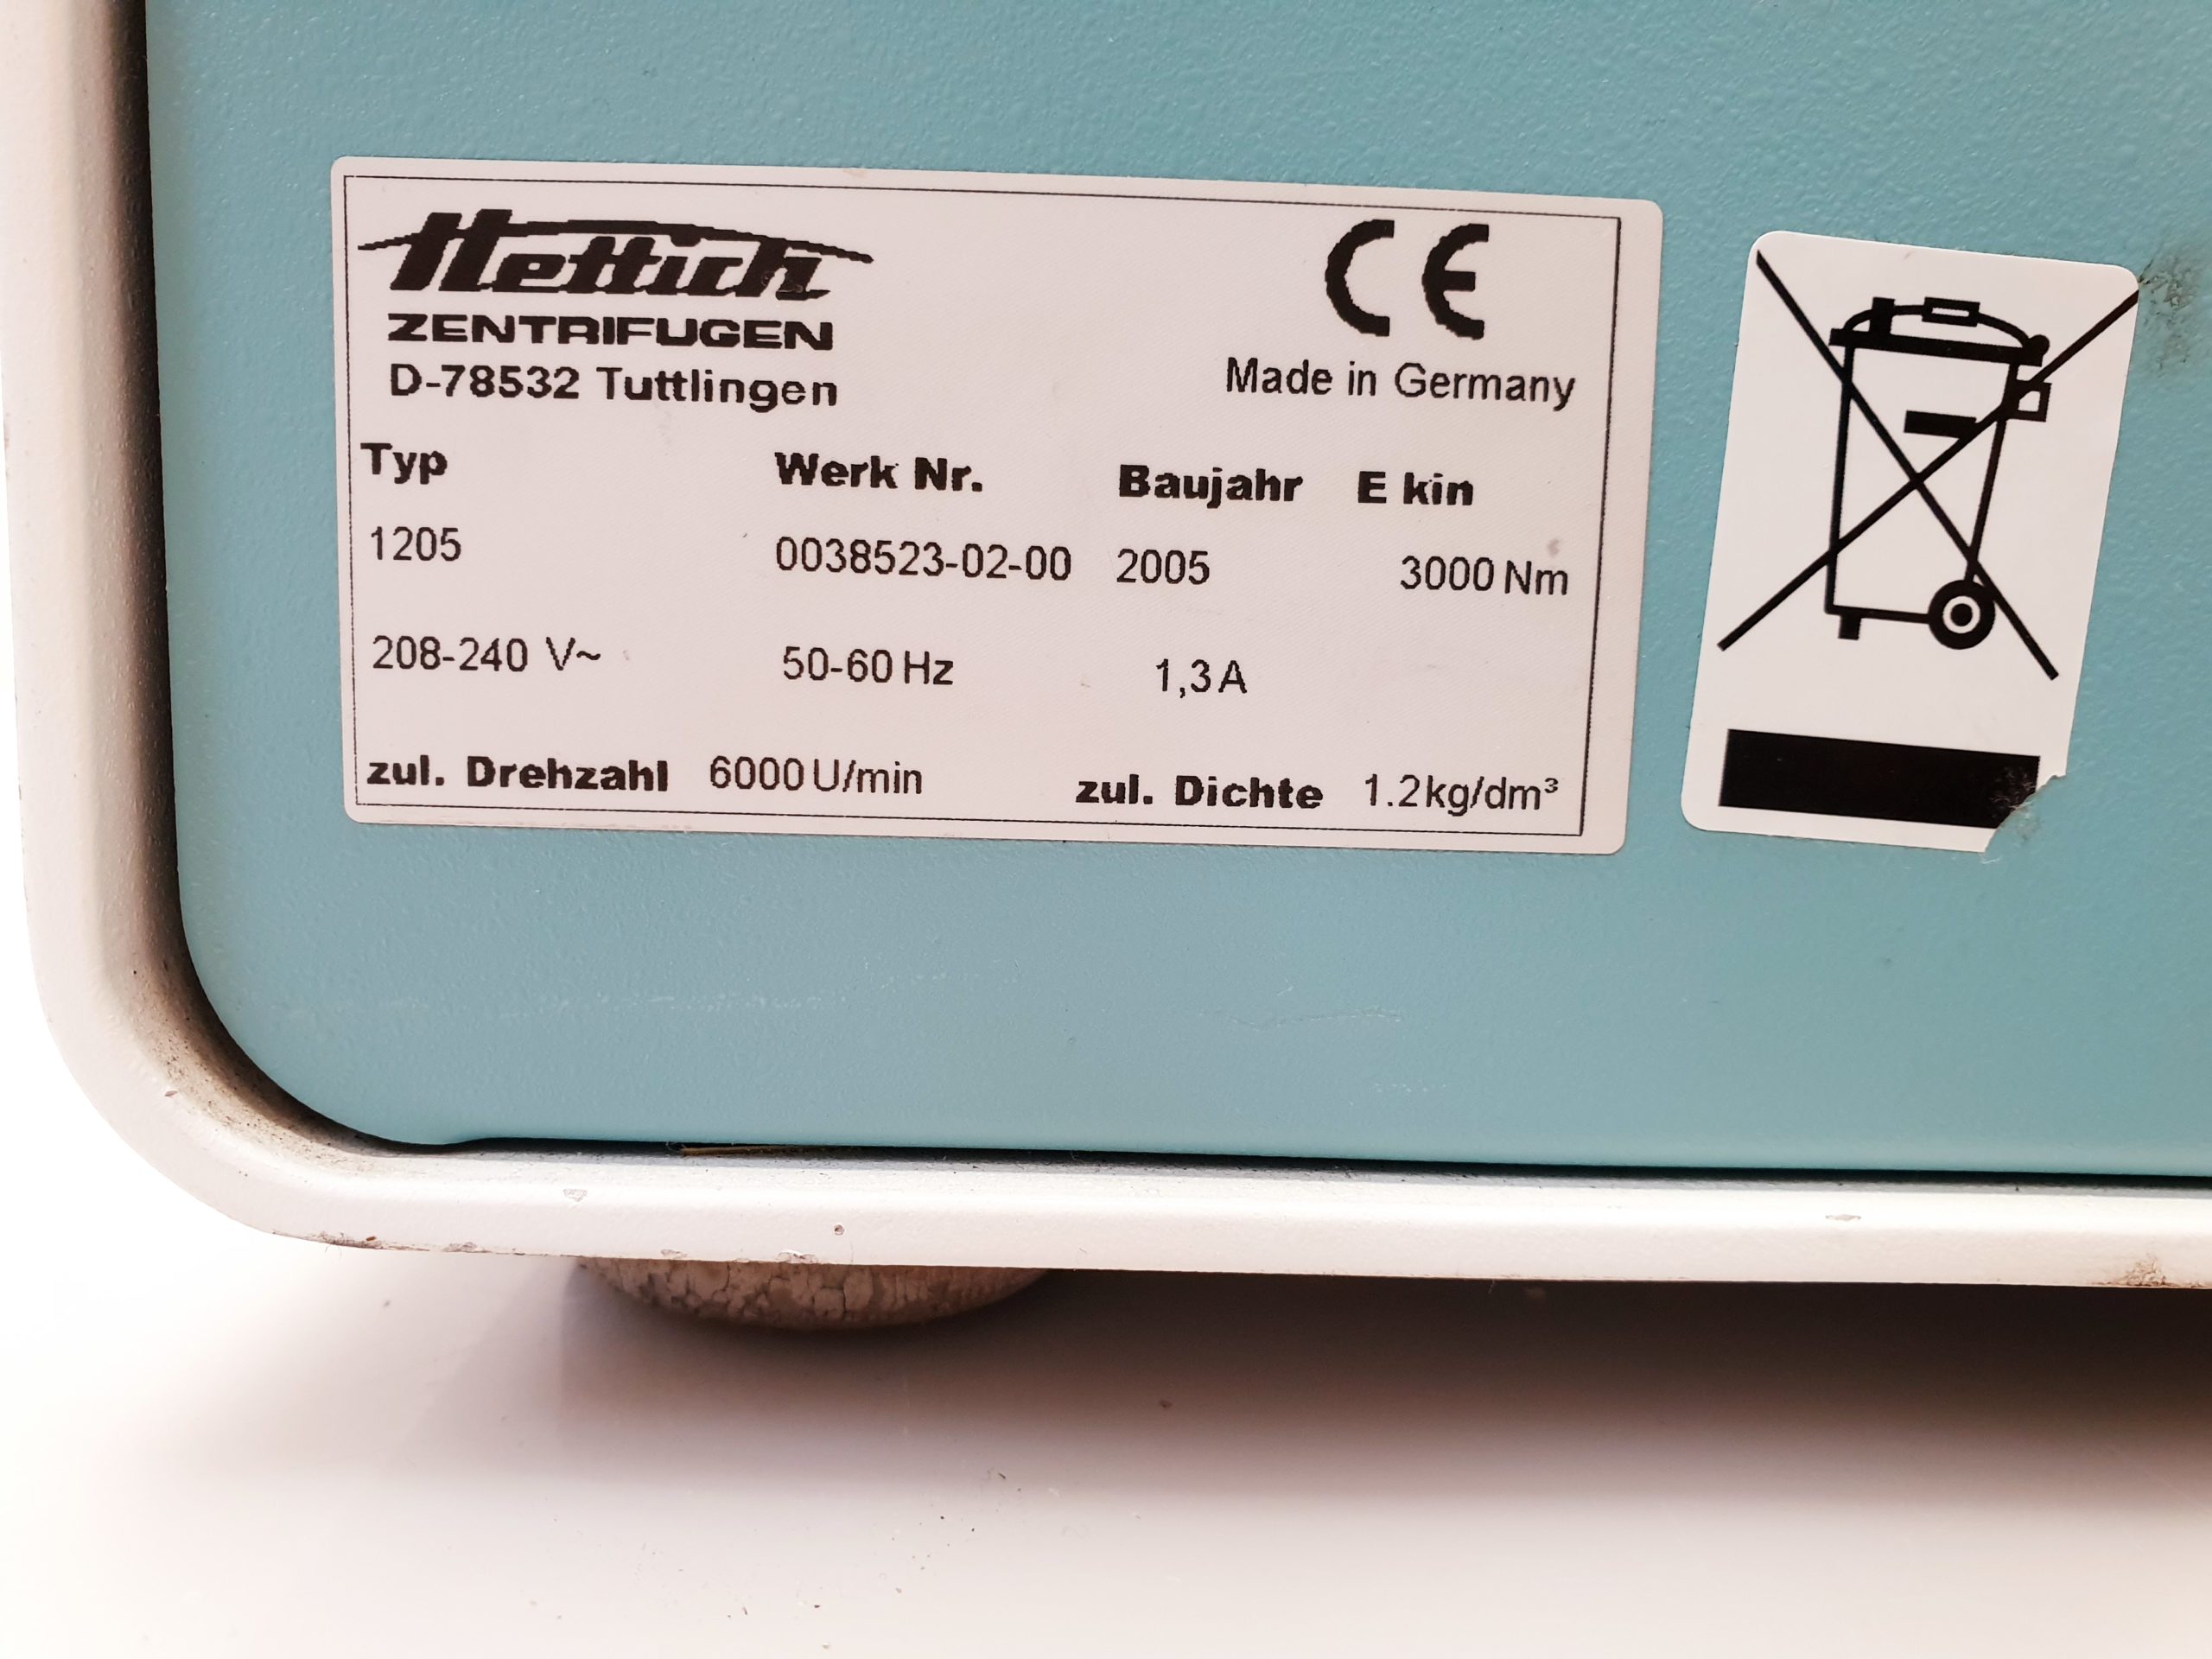 Hettich
ZENTRIFUGEN
D-78532 Tuttlingen
CE
Made in Germany
Typ Werk Nr. Baujahr E kin
1205 0038523-02-00 2005 3000 Nm
208-240 V~ 50-60 Hz 1,3 A
zul. Drehzahl 6000 U/min zul. Dichte 1.2 kg/dm³